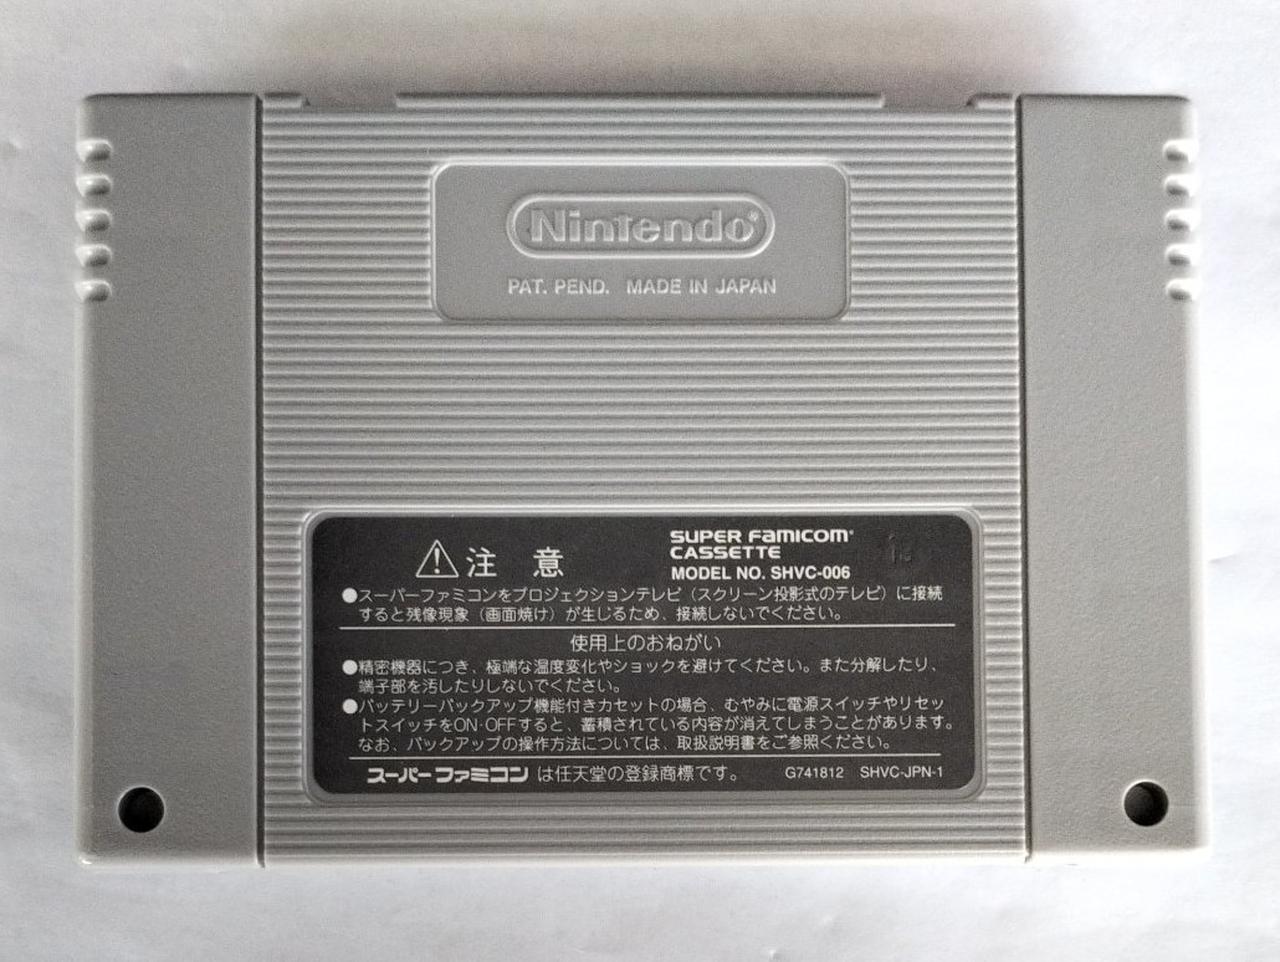 Nintendo®
PAT. PEND. MADE IN JAPAN
注意
SUPER FAMICOM®
CASSETTE
MODEL NO. SHVC-006
●スーパーファミコンをプロジェクションテレビ（スクリーン投影式のテレビ）に接続
すると残像現象（画面焼け）が生じるため、接続しないでください。
使用上のおねがい
●精密機器につき、極端な温度変化やショックを避けてください。また分解したり、
端子部を汚したりしないでください。
●バッテリーバックアップ機能付きカセットの場合、むやみに電源スイッチやリセッ
トスイッチをON·OFFすると、蓄積されている内容が消えてしまうことがあります。
なお、バックアップの操作方法については、取扱説明書をご参照ください。
スーパーファミコンは任天堂の登録商標です。 G741812 SHVC-JPN-1